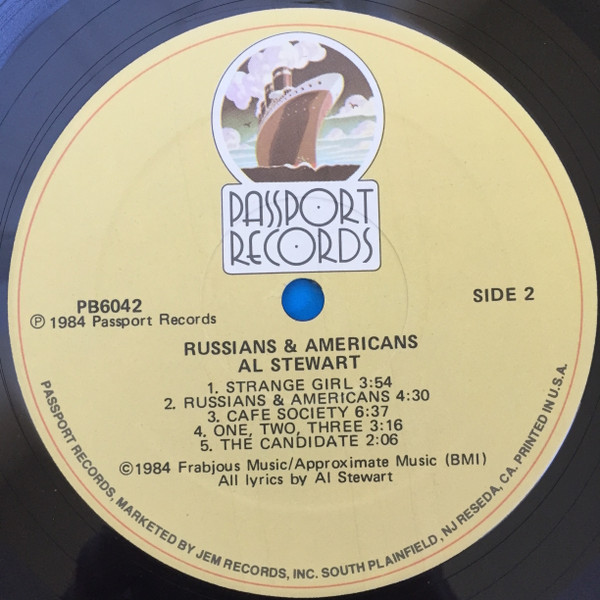 PASSPORT
RECORDS
PB6042
SIDE 2
℗ 1984 Passport Records
RUSSIANS & AMERICANS
AL STEWART
1. STRANGE GIRL 3:54
2. RUSSIANS & AMERICANS 4:30
3. CAFE SOCIETY 6:37
4. ONE, TWO, THREE 3:16
5. THE CANDIDATE 2:06
©1984 Frabjous Music/Approximate Music (BMI)
All lyrics by Al Stewart
PASSPORT RECORDS, MARKETED BY JEM RECORDS, INC. SOUTH PLAINFIELD, NJ RESEDA, CA. PRINTED IN U.S.A.